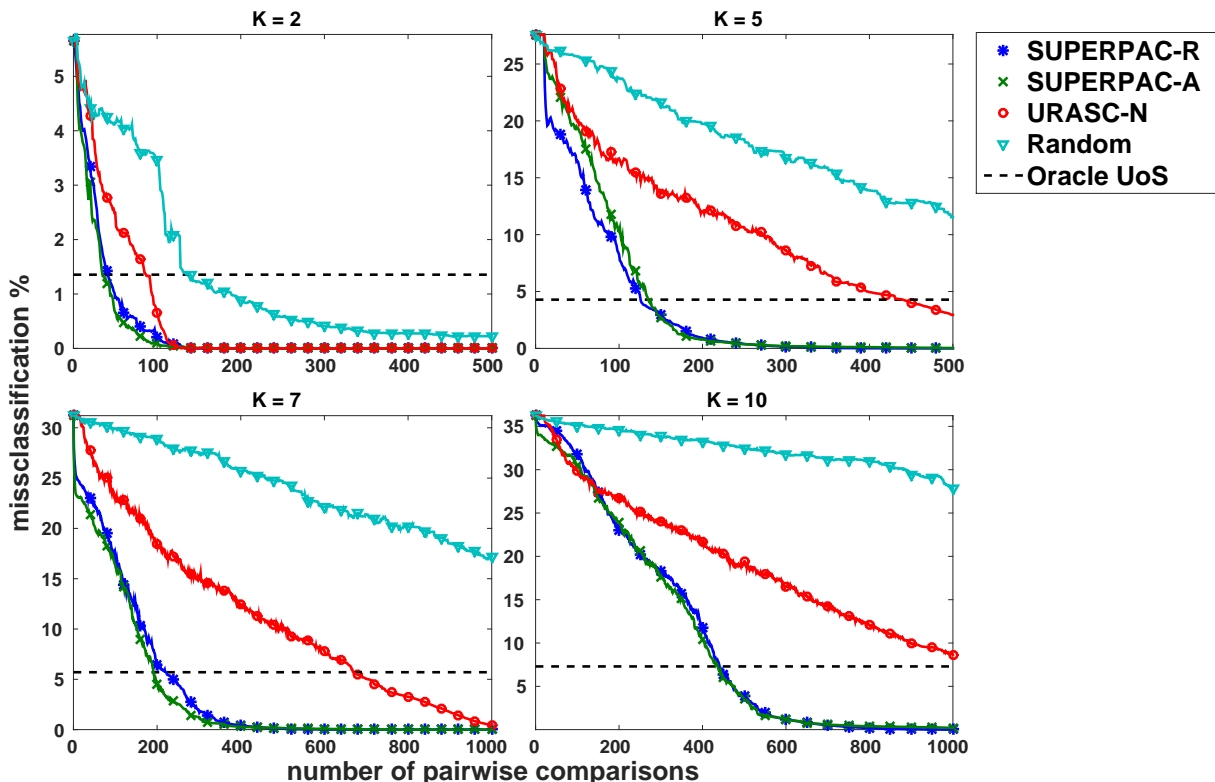 K = 2
K = 5
SUPERPAC-R
SUPERPAC-A
URASC-N
Random
Oracle UoS
5
4
3
2
1
0
0 100 200 300 400 500
25
20
15
10
5
0
0 100 200 300 400 500
missclassification %
K = 7
K = 10
30
25
20
15
10
5
0
0 200 400 600 800 1000
35
30
25
20
15
10
5
0 200 400 600 800 1000
number of pairwise comparisons